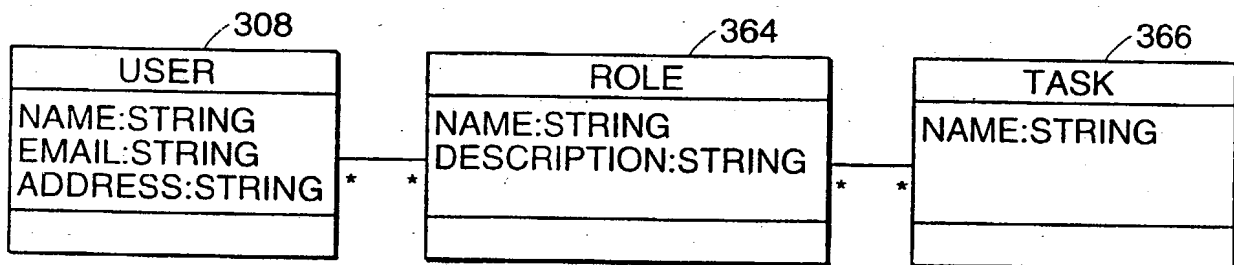 308
USER
NAME:STRING
EMAIL:STRING
ADDRESS:STRING
* *
364
ROLE
NAME:STRING
DESCRIPTION:STRING
* *
366
TASK
NAME:STRING